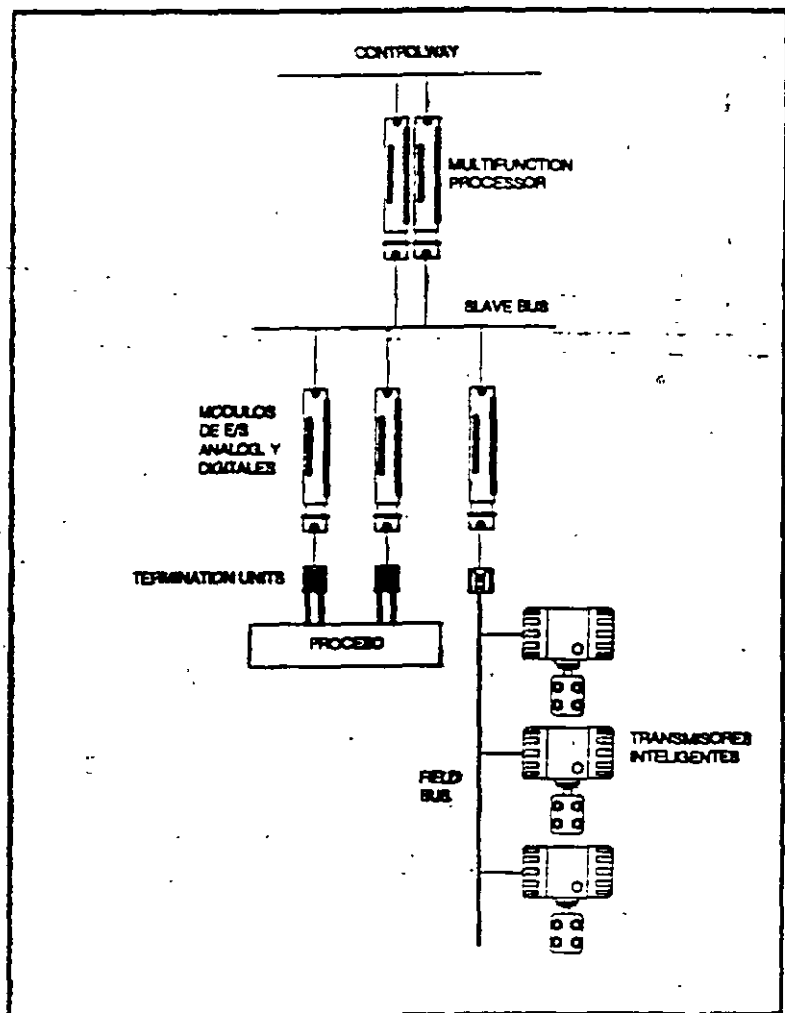 CONTROLWAY
MULTIFUNCTION
PROCESSOR
SLAVE BUS
MODULOS
DE E/S
ANALOG. Y
DIGITALES
TERMINATION UNITS
PROCESO
FIELD
BUS
TRANSMISORES
INTELIGENTES